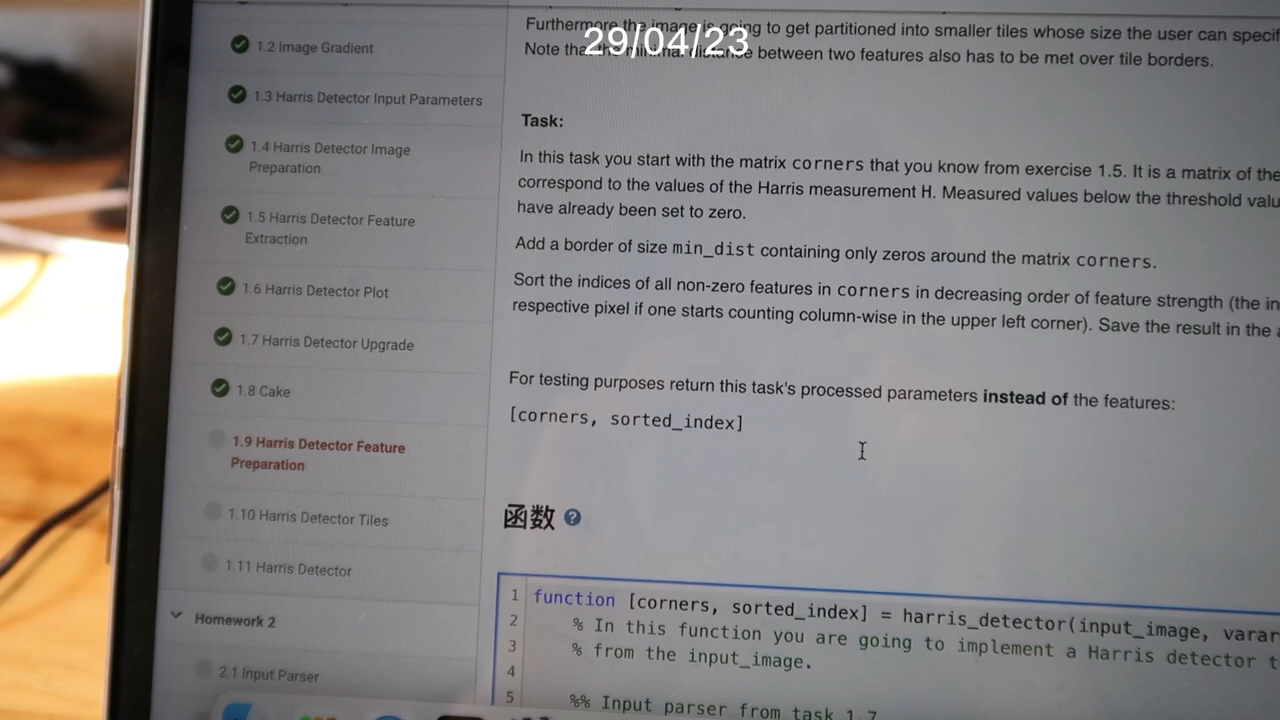 29/04/23
1.2 Image Gradient
1.3 Harris Detector Input Parameters
1.4 Harris Detector Image
Preparation
1.5 Harris Detector Feature
Extraction
1.6 Harris Detector Plot
1.7 Harris Detector Upgrade
1.8 Cake
1.9 Harris Detector Feature
Preparation
1.10 Harris Detector Tiles
1.11 Harris Detector
Homework 2
2.1 Input Parser
Furthermore the image is going to get partitioned into smaller tiles whose size the user can specif
Note that the minimal distance between two features also has to be met over tile borders.
Task:
In this task you start with the matrix corners that you know from exercise 1.5. It is a matrix of the
correspond to the values of the Harris measurement H. Measured values below the threshold valu
have already been set to zero.
Add a border of size min_dist containing only zeros around the matrix corners.
Sort the indices of all non-zero features in corners in decreasing order of feature strength (the in
respective pixel if one starts counting column-wise in the upper left corner). Save the result in the a
For testing purposes return this task's processed parameters instead of the features:
[corners, sorted_index]
函数
1 function [corners, sorted_index] = harris_detector(input_image, varar
2 % In this function you are going to implement a Harris detector t
3 % from the input_image.
4
5 %% Input parser from task 1.7